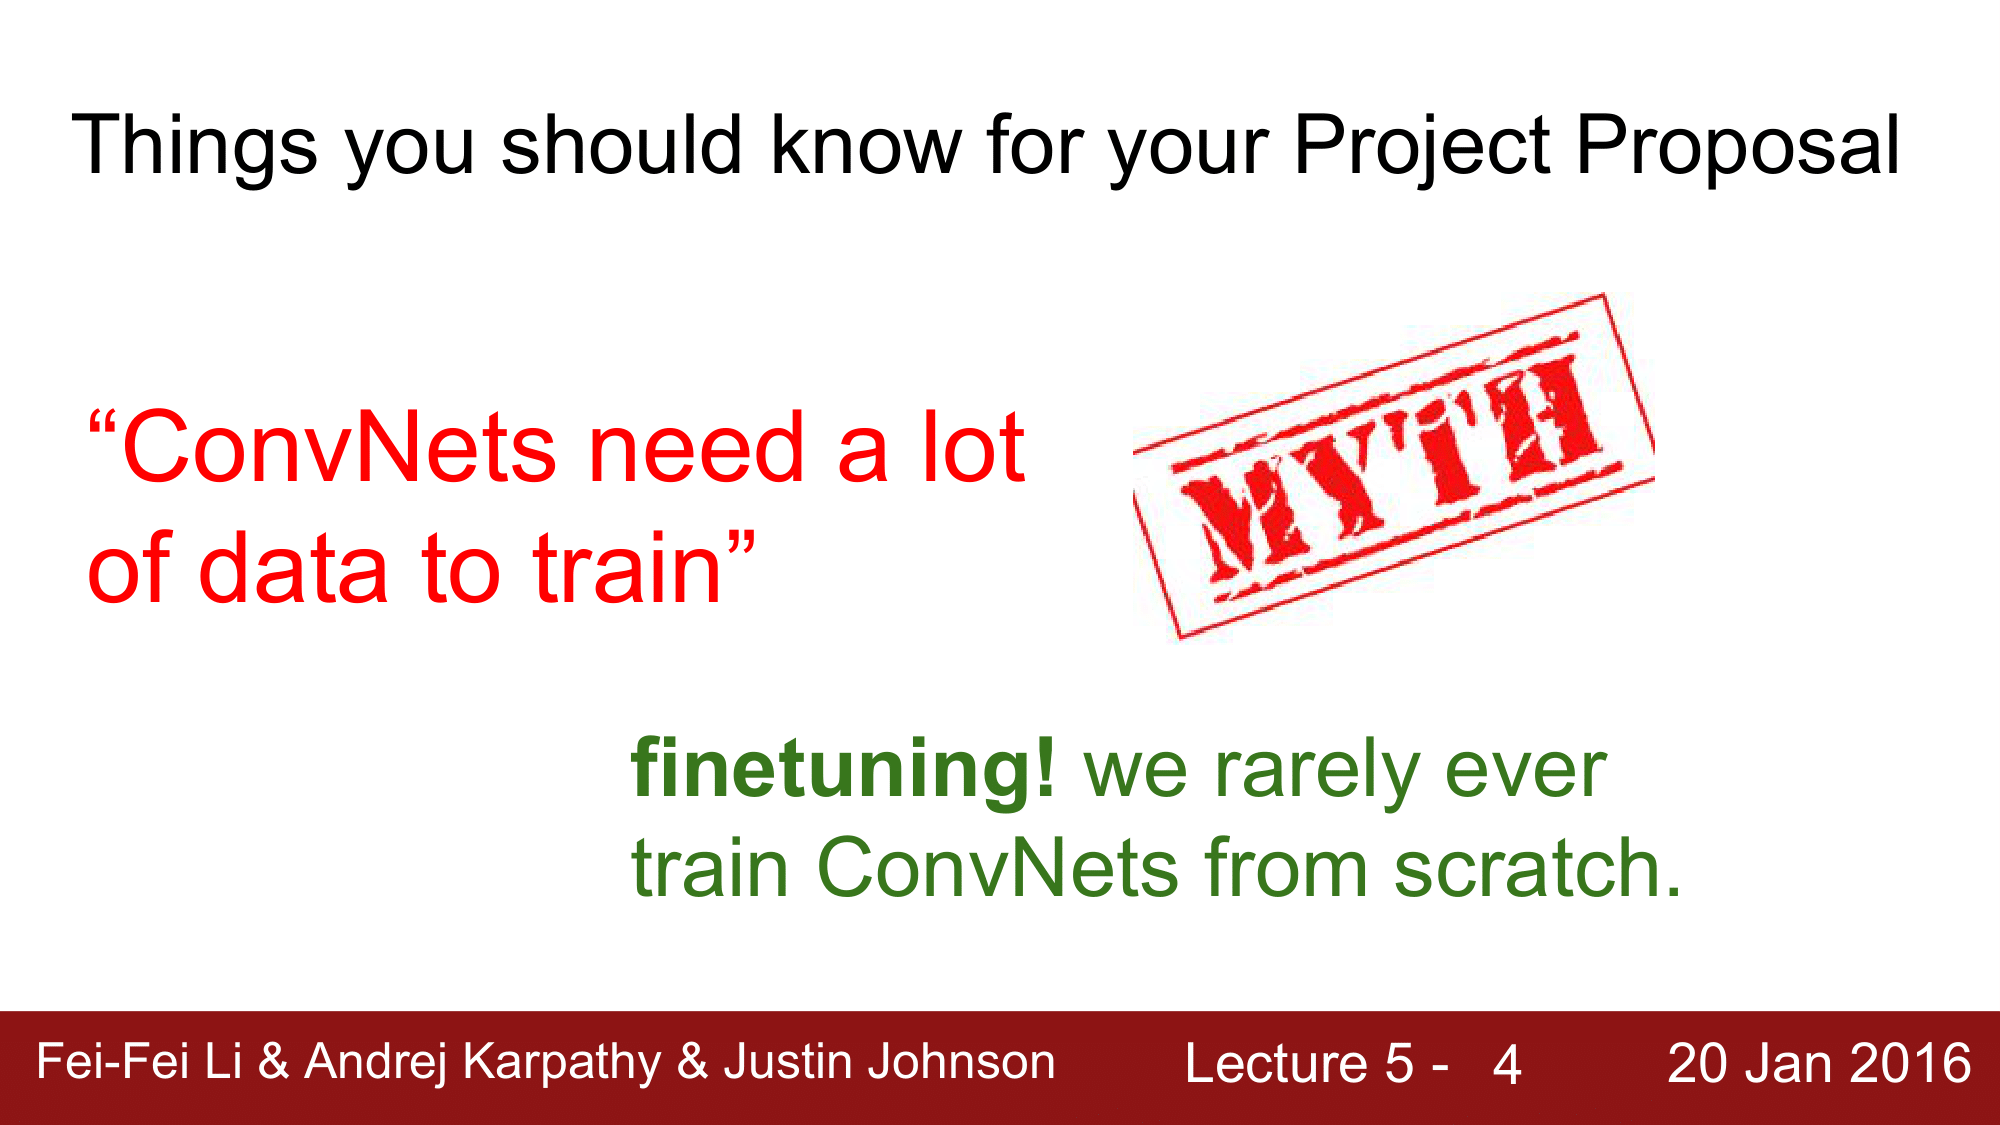 Things you should know for your Project Proposal
“ConvNets need a lot
of data to train”
MYTH
finetuning! we rarely ever
train ConvNets from scratch.
Fei-Fei Li & Andrej Karpathy & Justin Johnson
Lecture 5 - 4
20 Jan 2016